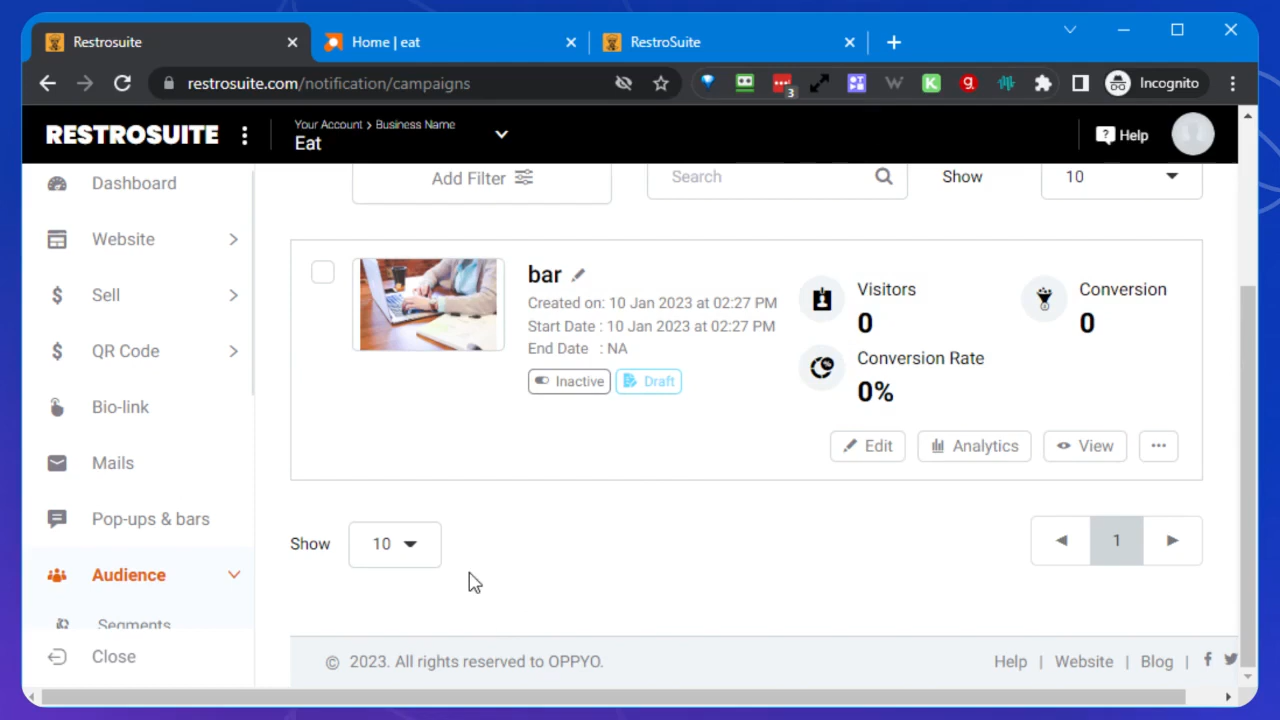 Restrosuite
Home | eat
RestroSuite
restrosuite.com/notification/campaigns
3
Incognito
RESTROSUITE
Your Account > Business Name
Eat
Help
Dashboard
Website
Sell
QR Code
Bio-link
Mails
Pop-ups & bars
Audience
Segments
Close
Add Filter
Search
Show
10
bar
Created on: 10 Jan 2023 at 02:27 PM
Start Date : 10 Jan 2023 at 02:27 PM
End Date : NA
Inactive
Draft
Visitors
0
Conversion
0
Conversion Rate
0%
Edit
Analytics
View
Show
10
1
© 2023. All rights reserved to OPPYO.
Help | Website | Blog |